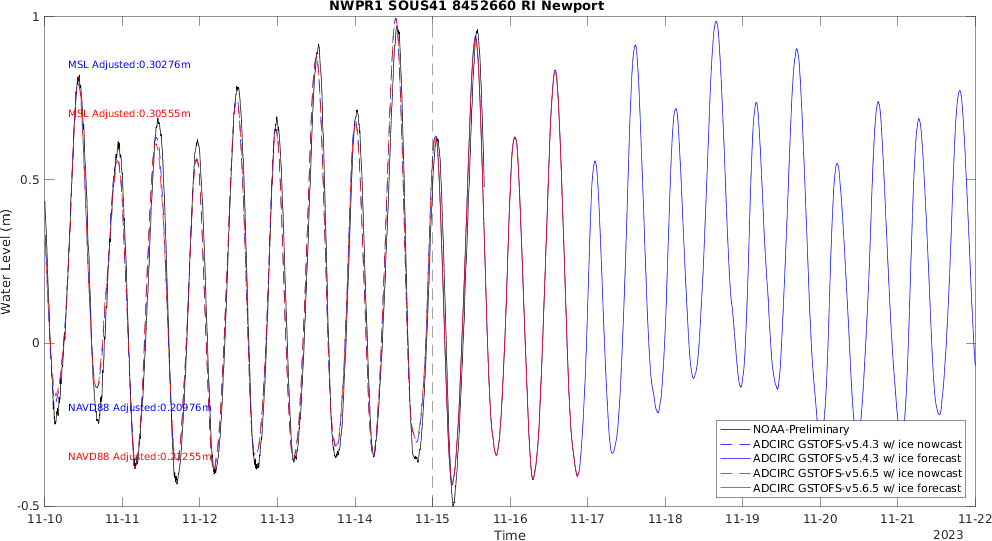 NWPR1 SOUS41 8452660 RI Newport
1
MSL Adjusted:0.30276m
MSL Adjusted:0.30555m
0.5
Water Level (m)
0
NAVD88 Adjusted:0.20976m
NAVD88 Adjusted:0.21255m
-0.5
NOAA-Preliminary
ADCIRC GSTOFS-v5.4.3 w/ ice nowcast
ADCIRC GSTOFS-v5.4.3 w/ ice forecast
ADCIRC GSTOFS-v5.6.5 w/ ice nowcast
ADCIRC GSTOFS-v5.6.5 w/ ice forecast
11-10 11-11 11-12 11-13 11-14 11-15 11-16 11-17 11-18 11-19 11-20 11-21 11-22
Time
2023